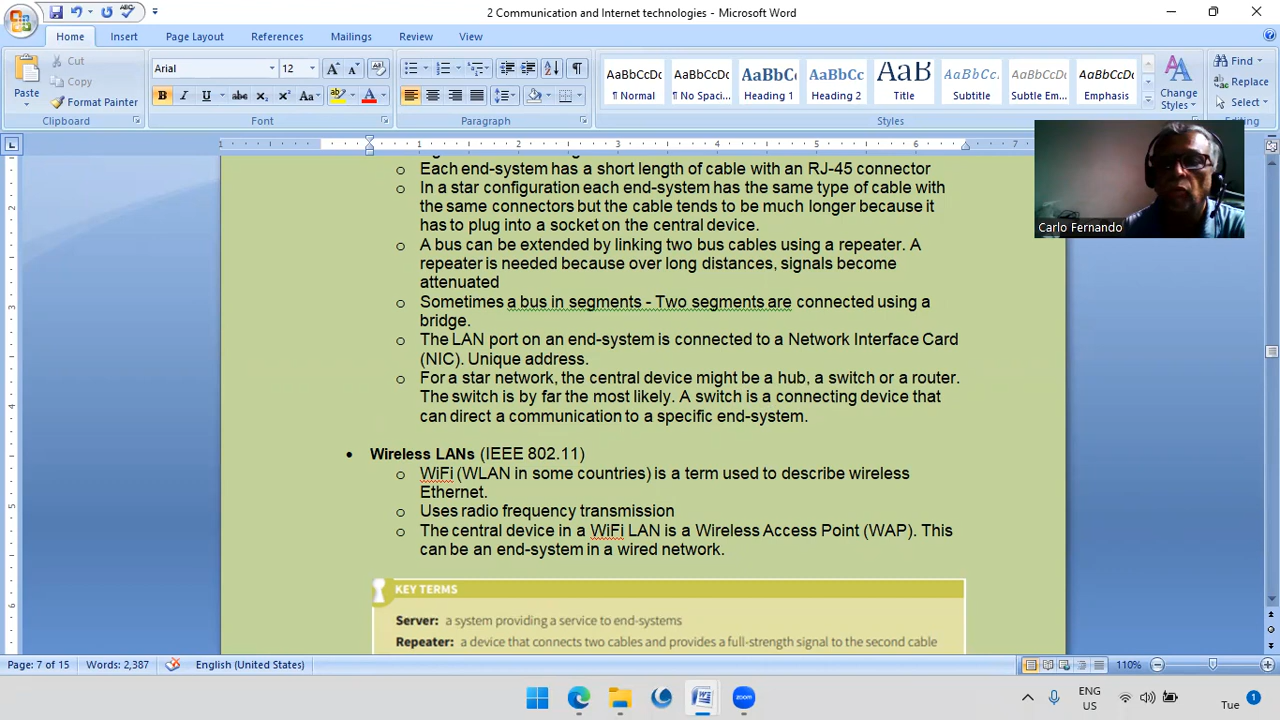 2 Communication and Internet technologies - Microsoft Word
Home Insert Page Layout References Mailings Review View
Cut
Copy
Format Painter
Paste
Clipboard
Arial 12
Font
Paragraph
AaBbCcDc AaBbCcDc AaBbCc AaBbCc AaB AaBbCc. AaBbCcDc AaBbCcDc
¶ Normal ¶ No Spaci... Heading 1 Heading 2 Title Subtitle Subtle Em... Emphasis
Change Styles
Styles
Find
Replace
Select
Editing
Carlo Fernando
o Each end-system has a short length of cable with an RJ-45 connector
o In a star configuration each end-system has the same type of cable with
the same connectors but the cable tends to be much longer because it
has to plug into a socket on the central device.
o A bus can be extended by linking two bus cables using a repeater. A
repeater is needed because over long distances, signals become
attenuated
o Sometimes a bus in segments - Two segments are connected using a
bridge.
o The LAN port on an end-system is connected to a Network Interface Card
(NIC). Unique address.
o For a star network, the central device might be a hub, a switch or a router.
The switch is by far the most likely. A switch is a connecting device that
can direct a communication to a specific end-system.
• Wireless LANs (IEEE 802.11)
o WiFi (WLAN in some countries) is a term used to describe wireless
Ethernet.
o Uses radio frequency transmission
o The central device in a WiFi LAN is a Wireless Access Point (WAP). This
can be an end-system in a wired network.
KEY TERMS
Server: a system providing a service to end-systems
Repeater: a device that connects two cables and provides a full-strength signal to the second cable
Page: 7 of 15 Words: 2,387 English (United States) 110%
zoom
ENG
US
Tue
1